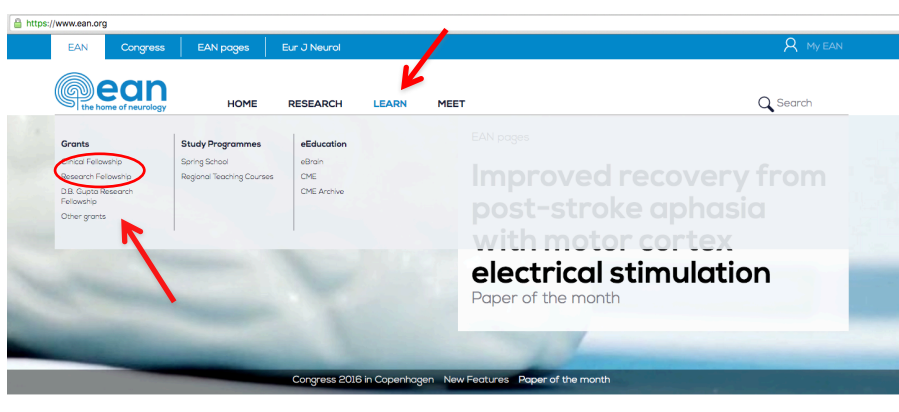 https://www.ean.org
EAN Congress EAN pages Eur J Neurol My EAN
ean
the home of neurology
HOME RESEARCH LEARN MEET Search
Grants
Clinical Fellowship
Research Fellowship
D.B. Gupta Research
Fellowship
Other grants
Study Programmes
Spring School
Regional Teaching Courses
eEducation
eBrain
CME
CME Archive
EAN pages
Improved recovery from
post-stroke aphasia
with motor cortex
electrical stimulation
Paper of the month
Congress 2016 in Copenhagen New Features Paper of the month